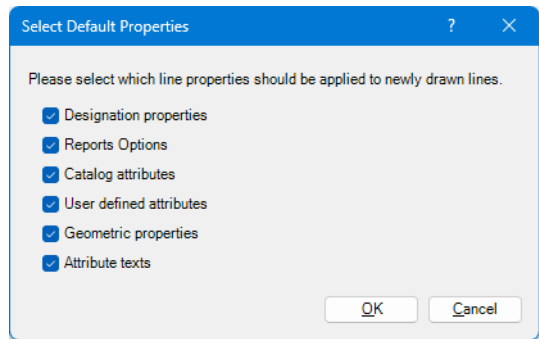 Select Default Properties ?
Please select which line properties should be applied to newly drawn lines.
Designation properties
Reports Options
Catalog attributes
User defined attributes
Geometric properties
Attribute texts
OK Cancel